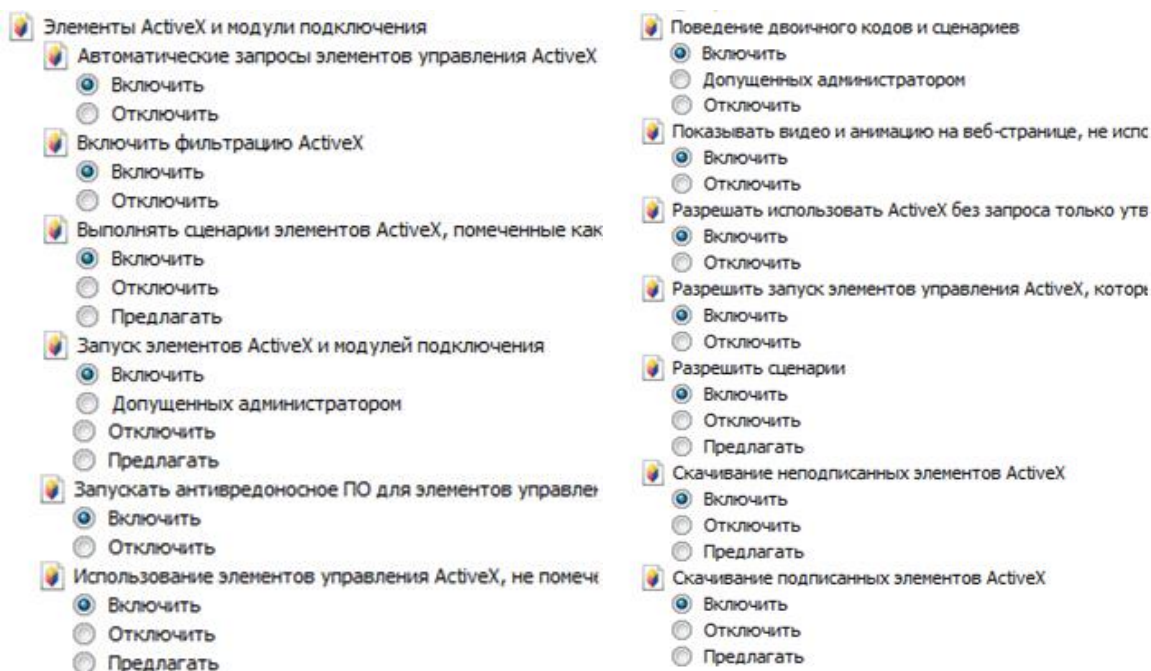 Элементы ActiveX и модули подключения
Автоматические запросы элементов управления ActiveX
Включить
Отключить
Включить фильтрацию ActiveX
Включить
Отключить
Выполнять сценарии элементов ActiveX, помеченные как
Включить
Отключить
Предлагать
Запуск элементов ActiveX и модулей подключения
Включить
Допущенных администратором
Отключить
Предлагать
Запускать антивредоносное ПО для элементов
Включить
Отключить
Использование элементов управления ActiveX, не
Включить
Отключить
Предлагать
Поведение двоичного кодов и сценариев
Включить
Допущенных администратором
Отключить
Показывать видео и анимацию на веб-странице, не
Включить
Отключить
Разрешать использовать ActiveX без запроса только
Включить
Отключить
Разрешить запуск элементов управления ActiveX,
Включить
Отключить
Разрешить сценарии
Включить
Отключить
Предлагать
Скачивание неподписанных элементов ActiveX
Включить
Отключить
Предлагать
Скачивание подписанных элементов ActiveX
Включить
Отключить
Предлагать